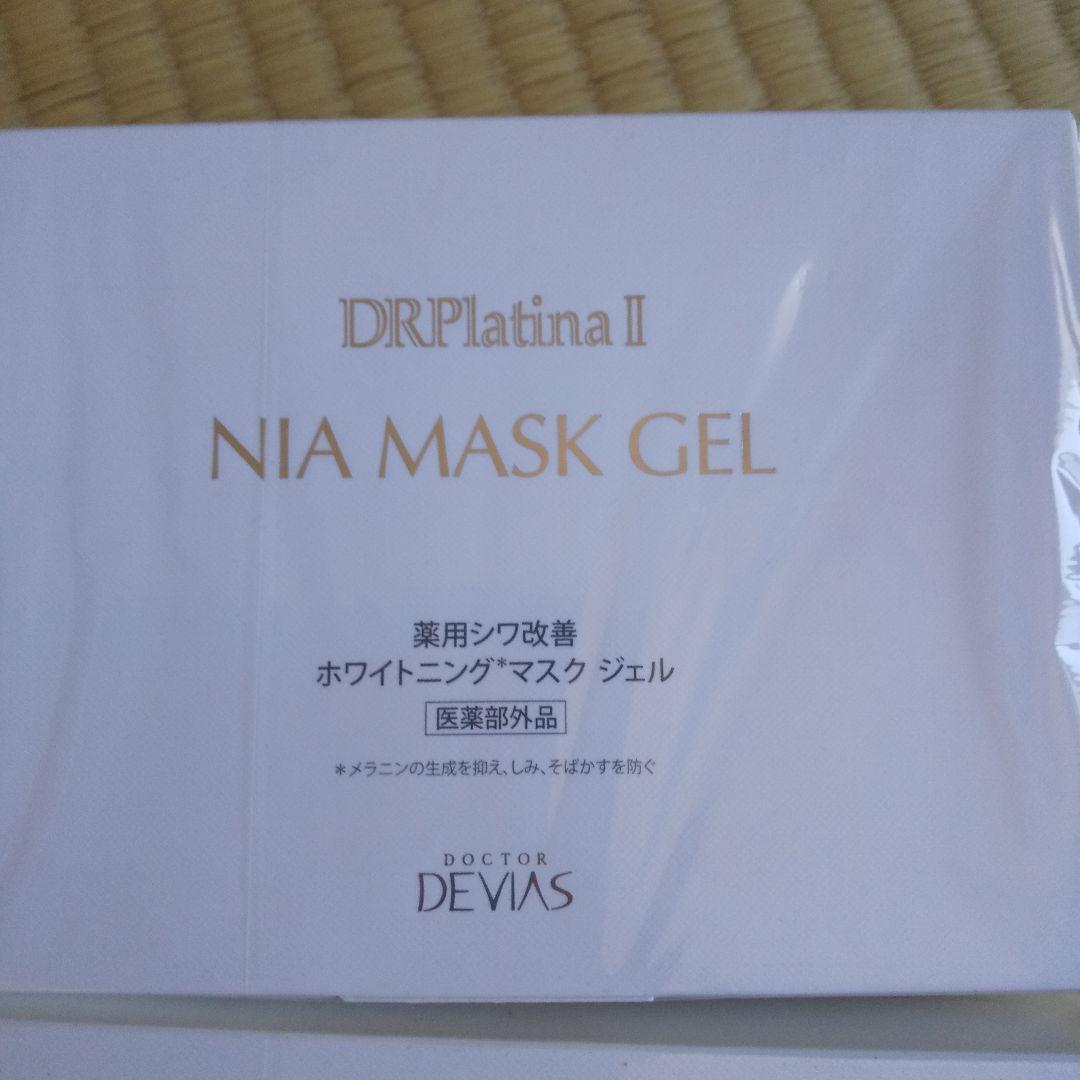 DRPlatina Ⅱ
NIA MASK GEL
薬用シワ改善
ホワイトニング*マスク ジェル
医薬部外品
*メラニンの生成を抑え、しみ、そばかすを防ぐ
DOCTOR
DEVIAS